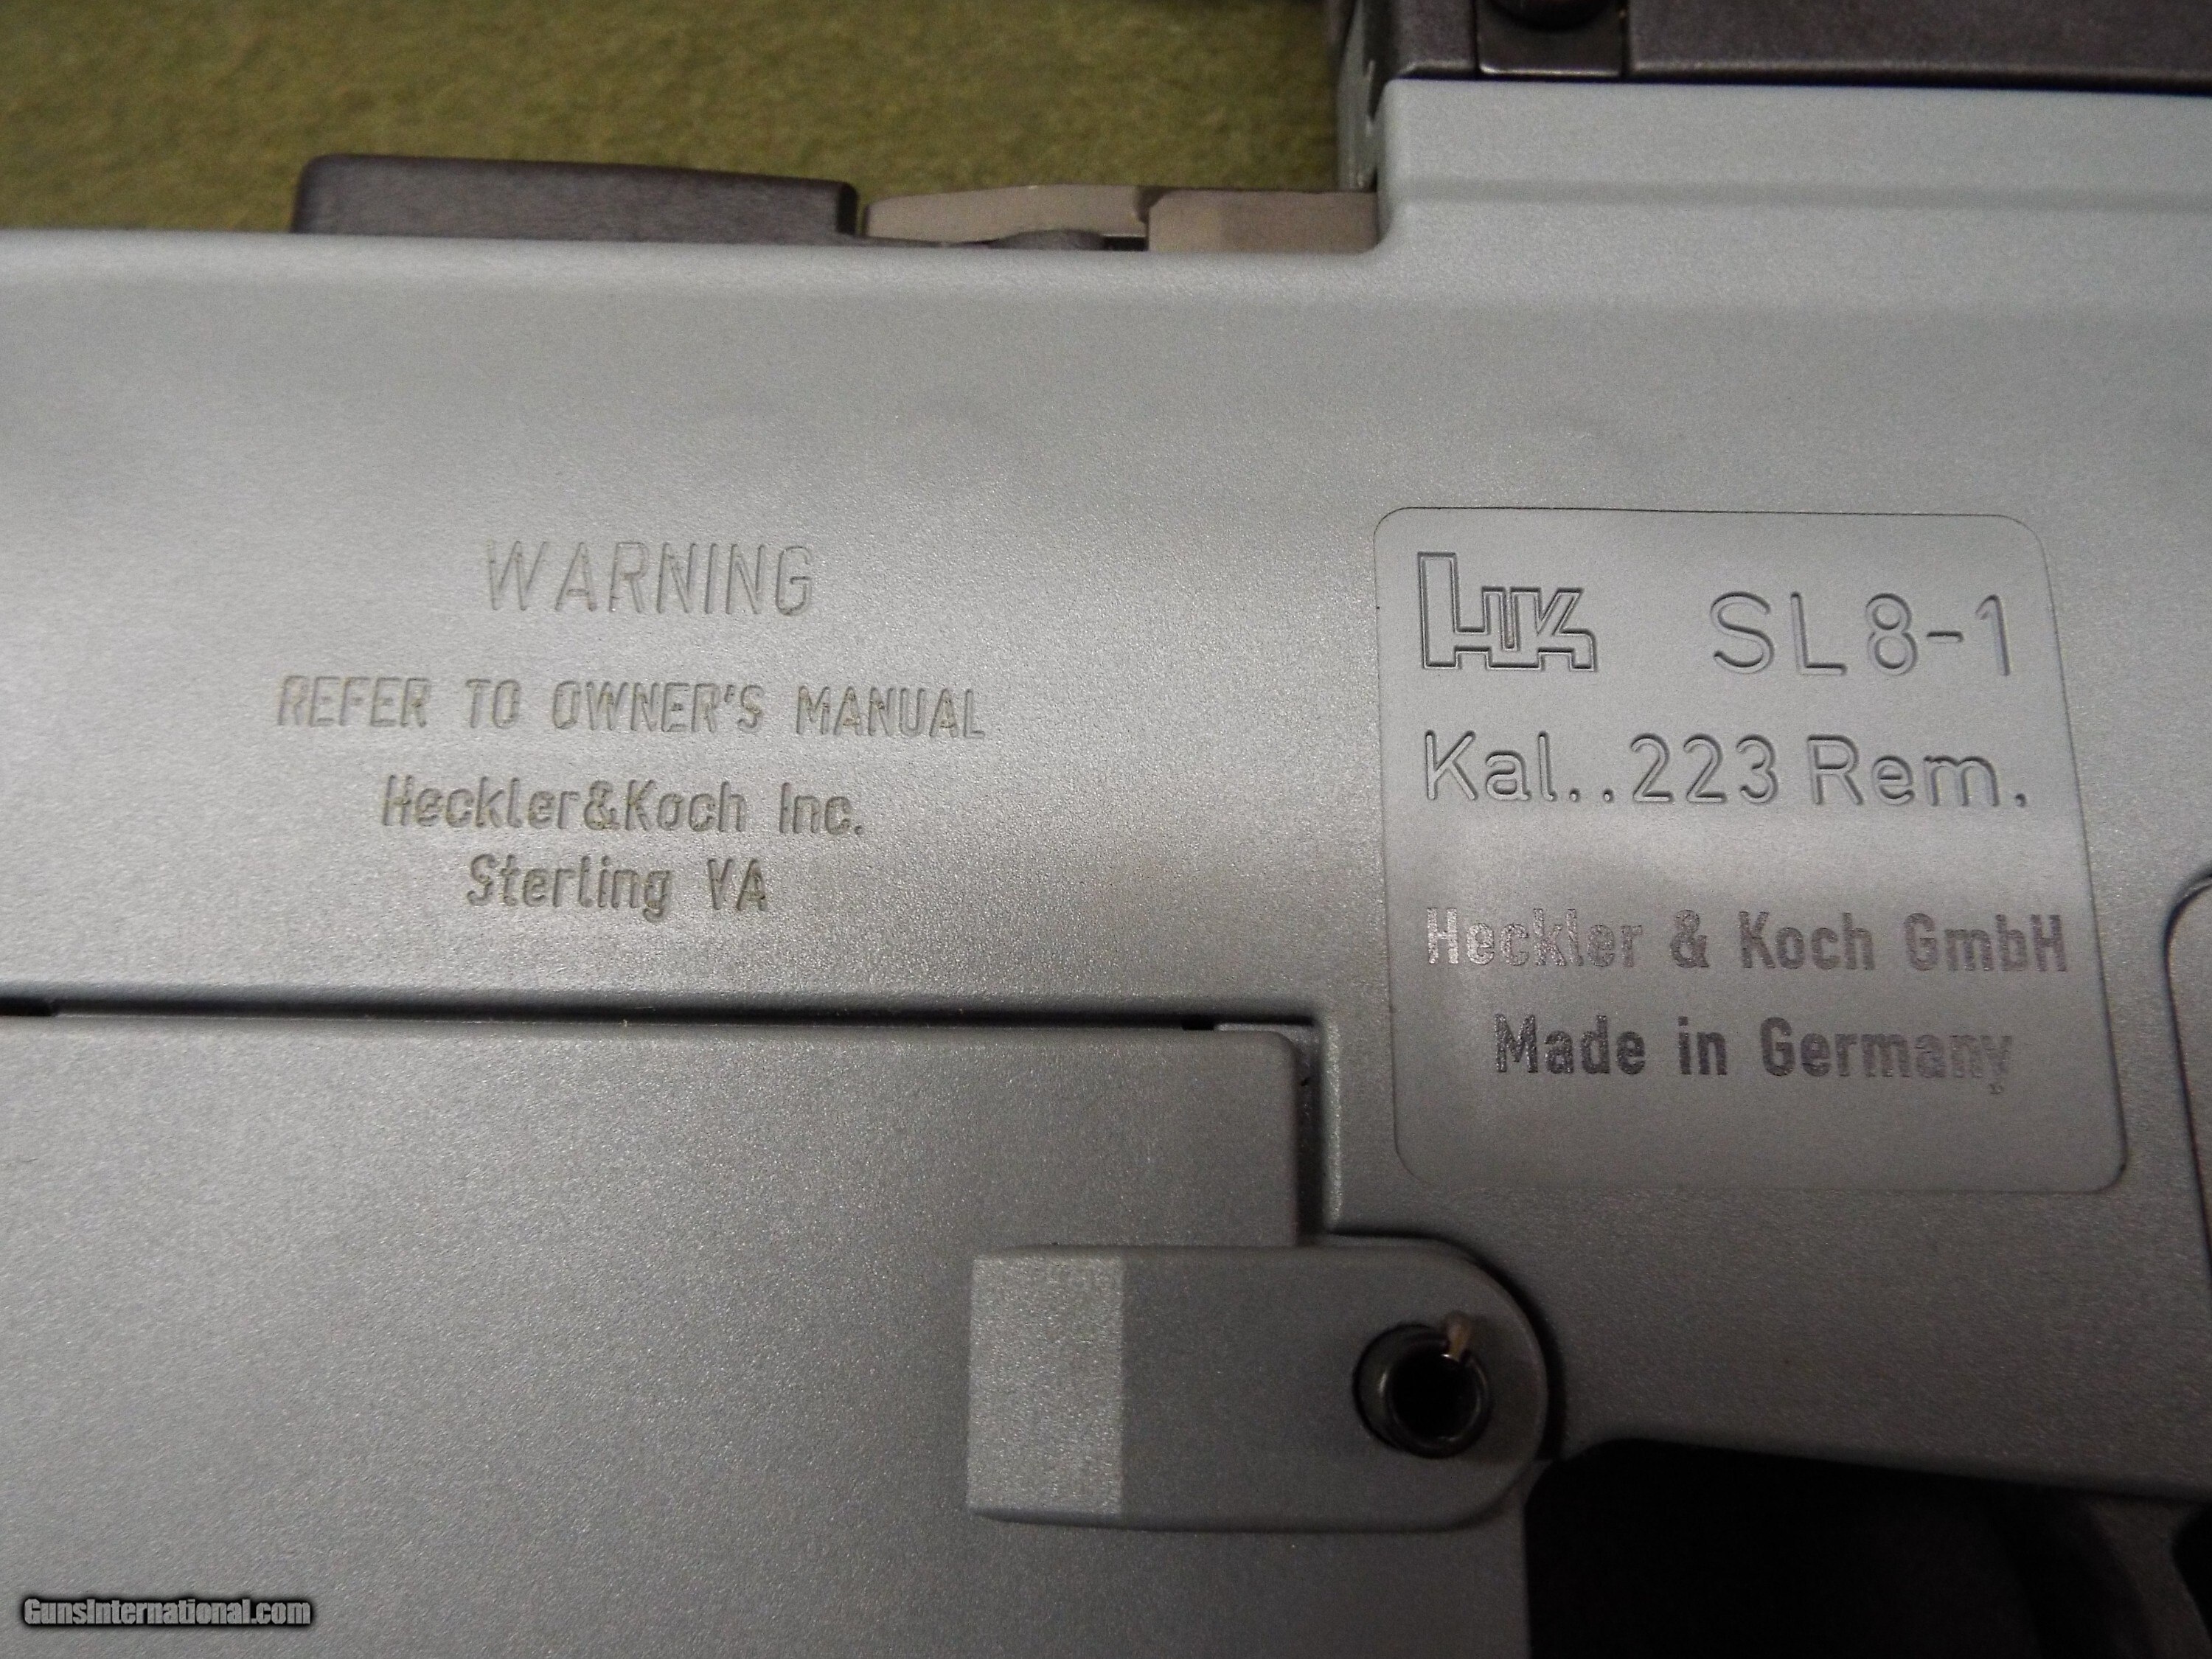 WARNING
REFER TO OWNER'S MANUAL
Heckler&Koch Inc.
Sterling VA
HK SL8-1
Kal..223 Rem.
Heckler & Koch GmbH
Made in Germany
GunsInternational.com